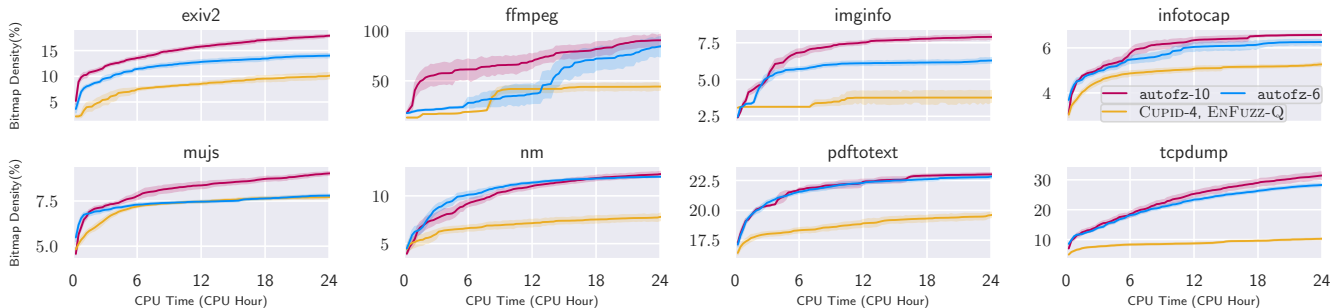 exiv2 ffmpeg imginfo infotocap
Bitmap Density(%)
15
10
5
100
50
7.5
5.0
2.5
6
4
autofz-10 autofz-6
CUPID-4, ENFUZZ-Q
mujs nm pdftotext tcpdump
Bitmap Density(%)
7.5
5.0
10
5
22.5
20.0
17.5
30
20
10
0 6 12 18 24 0 6 12 18 24 0 6 12 18 24 0 6 12 18 24
CPU Time (CPU Hour) CPU Time (CPU Hour) CPU Time (CPU Hour) CPU Time (CPU Hour)